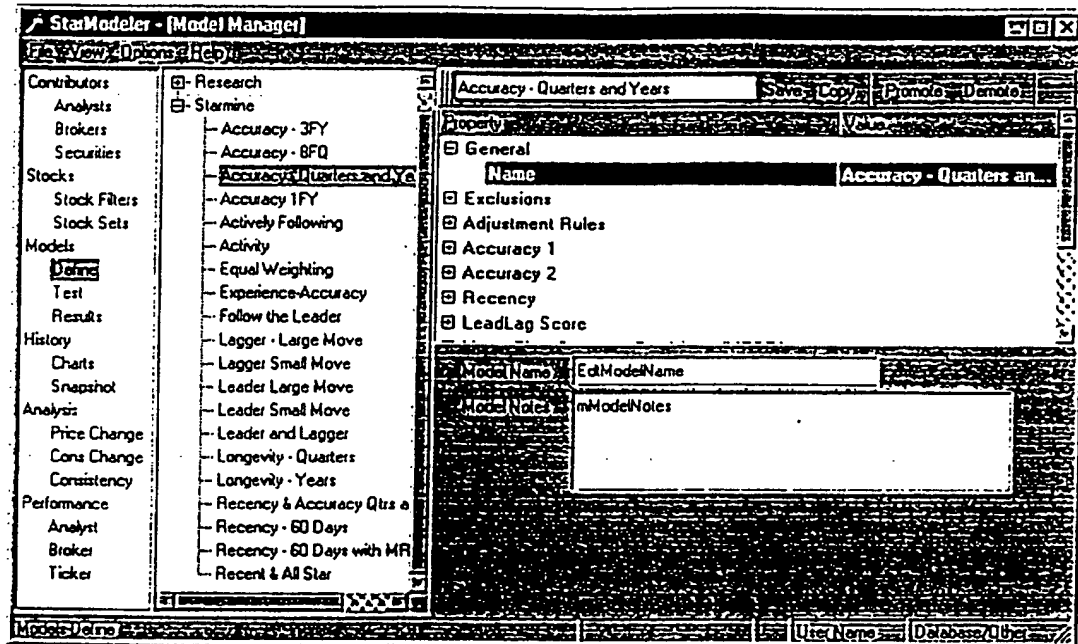 StarModeler - [Model Manager]
File View Options Help
Contributors
Analysts
Brokers
Securities
Stocks
Stock Filters
Stock Sets
Models
Define
Test
Results
History
Charts
Snapshot
Analysis
Price Change
Cons Change
Consistency
Performance
Analyst
Broker
Ticker
Research
Starmine
Accuracy - 3FY
Accuracy - 8FQ
Accuracy - Quarters and Ye
Accuracy 1FY
Actively Following
Activity
Equal Weighting
Experience-Accuracy
Follow the Leader
Lagger - Large Move
Lagger Small Move
Leader Large Move
Leader Small Move
Leader and Lagger
Longevity - Quarters
Longevity - Years
Recency & Accuracy Qtrs a
Recency - 60 Days
Recency - 60 Days with MR
Recent & All Star
Accuracy - Quarters and Years Save Copy Promote Demote
Property Value
General
Name Accuracy - Quarters an...
Exclusions
Adjustment Rules
Accuracy 1
Accuracy 2
Recency
LeadLag Score
Model Name EditModelName
Model Notes mModelNotes
Models-Define User Name Database/Other